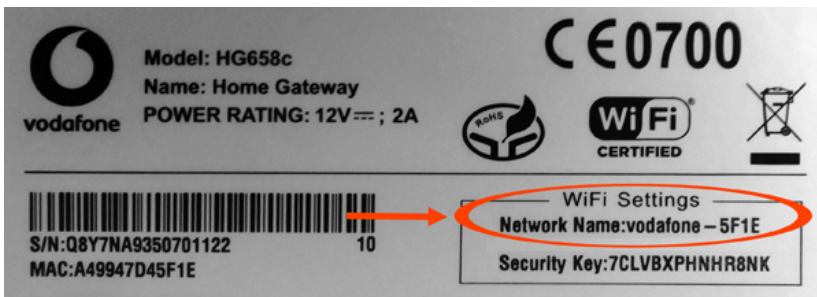 vodafone
Model: HG658c
Name: Home Gateway
POWER RATING: 12V⎓; 2A
CE0700
RoHS
WiFi
CERTIFIED
S/N:Q8Y7NA9350701122
10
MAC:A49947D45F1E
WiFi Settings
Network Name:vodafone-5F1E
Security Key:7CLVBXPHNHR8NK